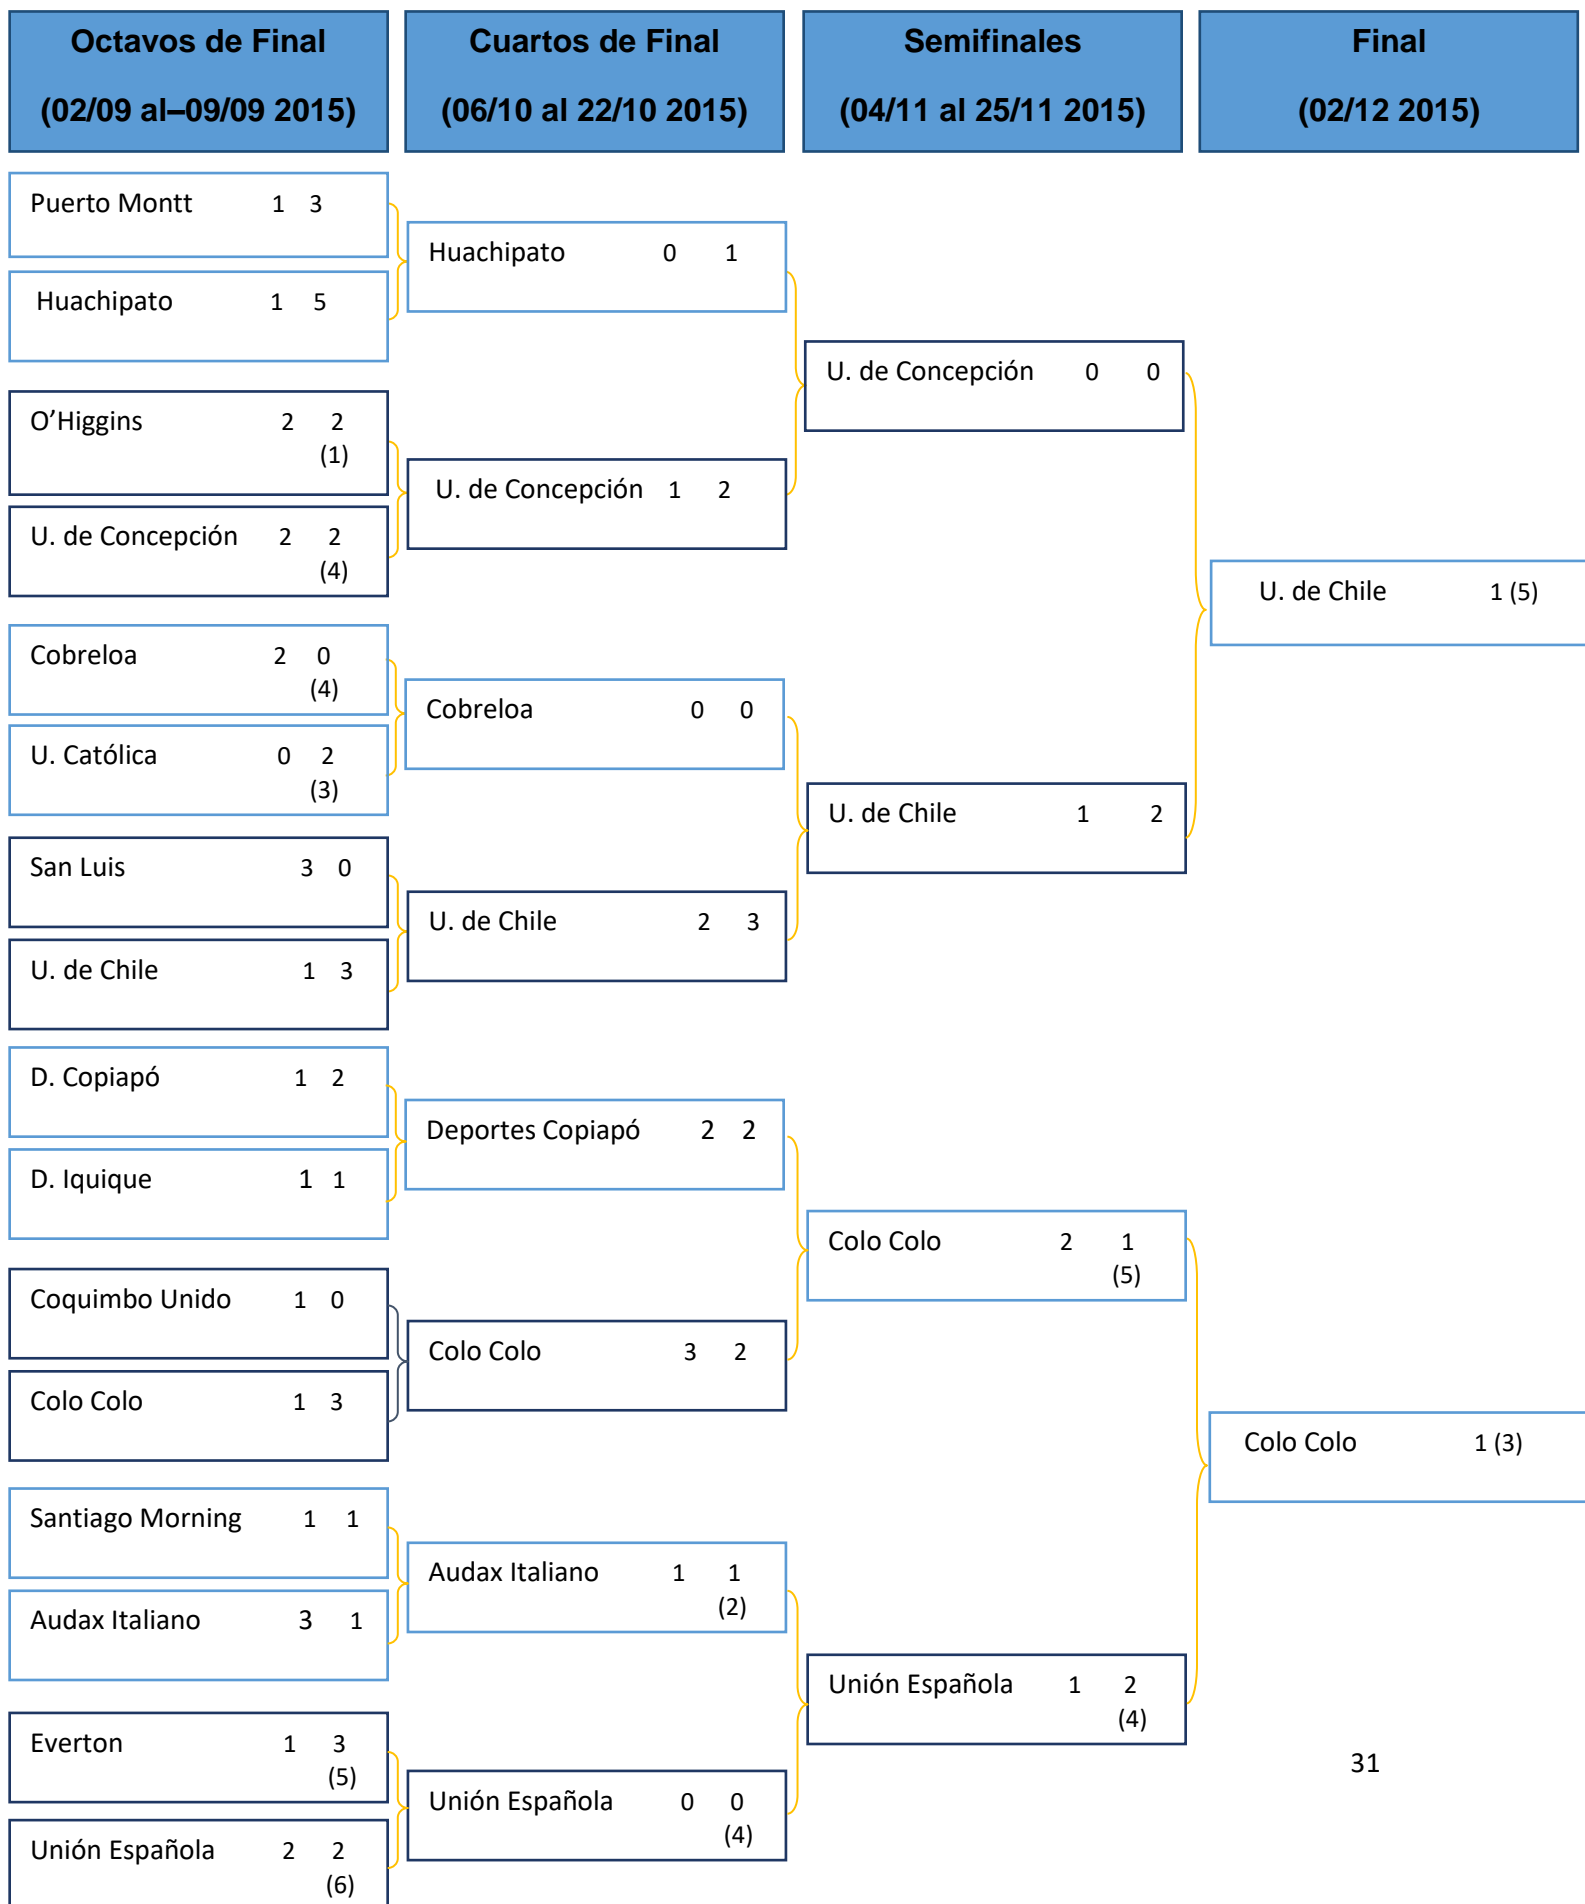 Octavos de Final
(02/09 al–09/09 2015)
Cuartos de Final
(06/10 al 22/10 2015)
Semifinales
(04/11 al 25/11 2015)
Final
(02/12 2015)
Puerto Montt 1 3
Huachipato 1 5
O’Higgins 2 2
(1)
U. de Concepción 2 2
(4)
Cobreloa 2 0
(4)
U. Católica 0 2
(3)
San Luis 3 0
U. de Chile 1 3
D. Copiapó 1 2
D. Iquique 1 1
Coquimbo Unido 1 0
Colo Colo 1 3
Santiago Morning 1 1
Audax Italiano 3 1
Everton 1 3
(5)
Unión Española 2 2
(6)
Huachipato 0 1
U. de Concepción 1 2
Cobreloa 0 0
U. de Chile 2 3
Deportes Copiapó 2 2
Colo Colo 3 2
Audax Italiano 1 1
(2)
Unión Española 0 0
(4)
U. de Concepción 0 0
U. de Chile 1 2
Colo Colo 2 1
(5)
Unión Española 1 2
(4)
U. de Chile 1 (5)
Colo Colo 1 (3)
31